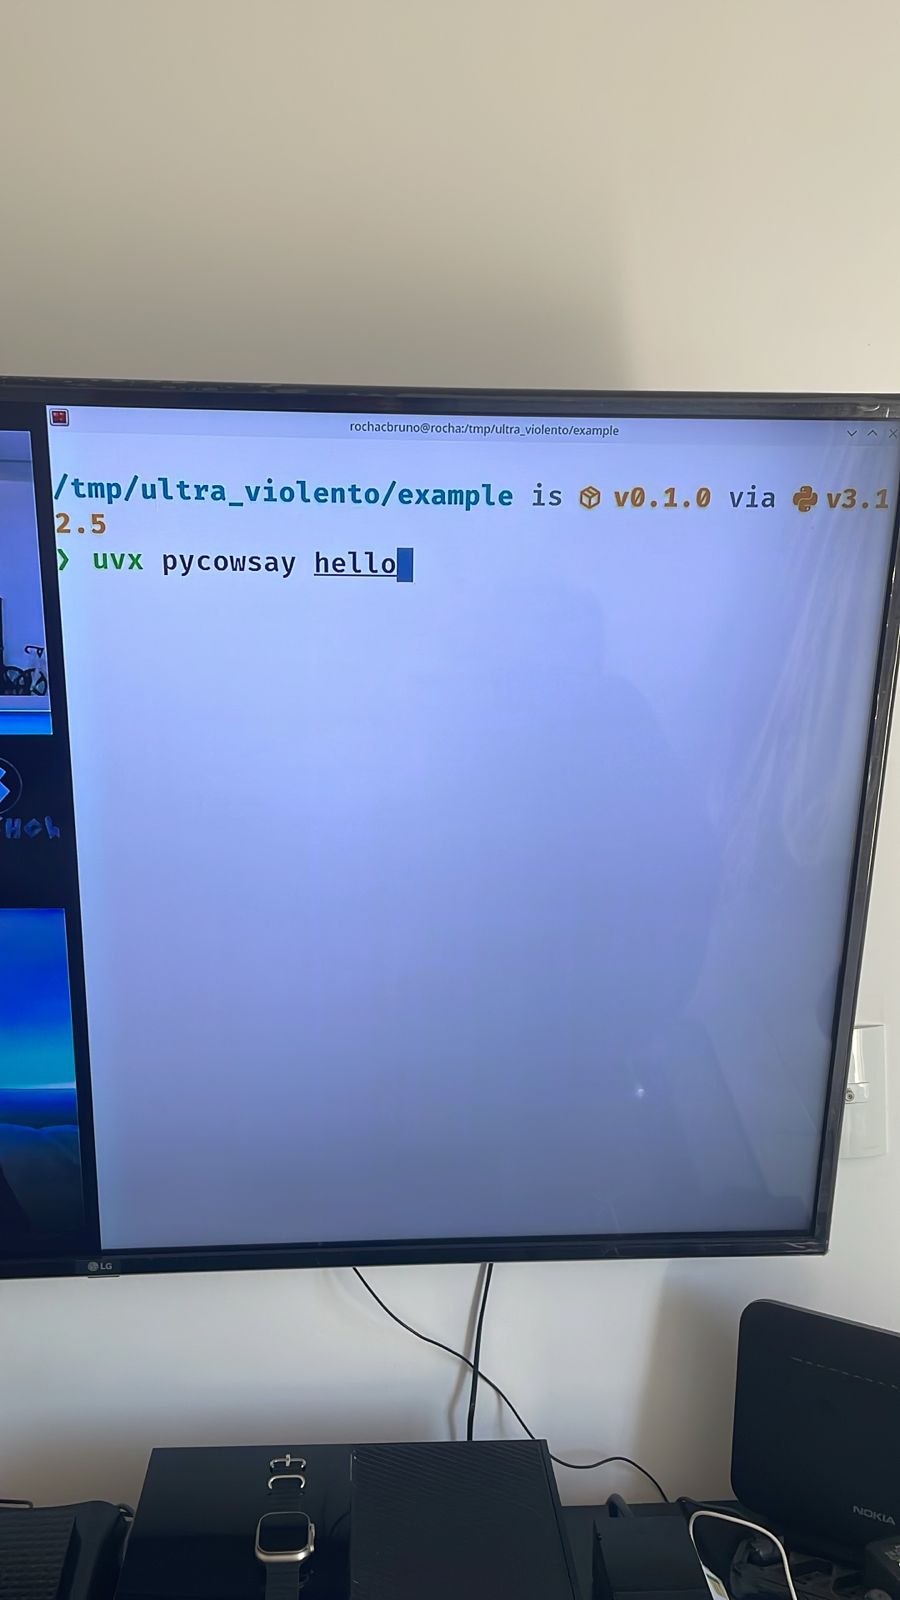 rochacbruno@rocha:/tmp/ultra_violento/example
/tmp/ultra_violento/example is v0.1.0 via v3.1
2.5
❯ uvx pycowsay hello
LG
NOKIA